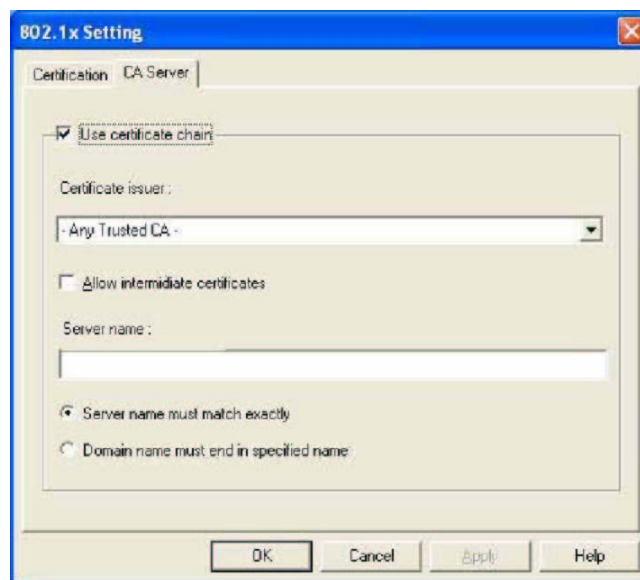 802.1x Setting
Certification CA Server
Use certificate chain
Certificate issuer :
- Any Trusted CA -
Allow intermidiate certificates
Server name :
Server name must match exactly
Domain name must end in specified name
OK Cancel Apply Help